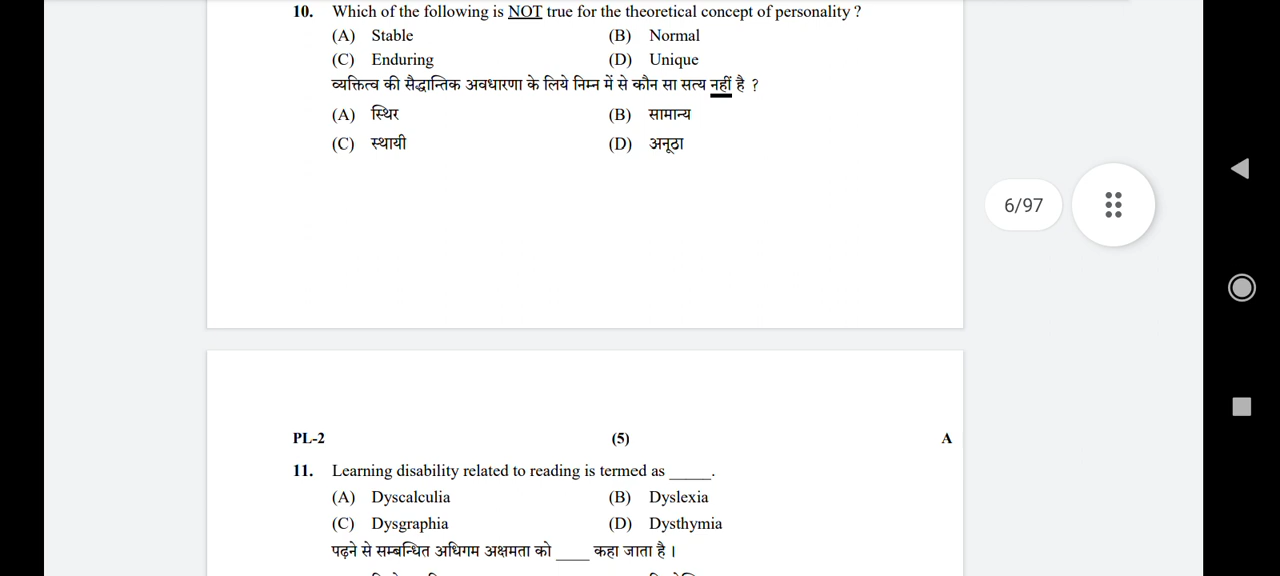 10. Which of the following is NOT true for the theoretical concept of personality ?
(A) Stable (B) Normal
(C) Enduring (D) Unique
व्यक्तित्व की सैद्धान्तिक अवधारणा के लिये निम्न में से कौन सा सत्य नहीं है ?
(A) स्थिर (B) सामान्य
(C) स्थायी (D) अनूठा
6/97
PL-2 (5) A
11. Learning disability related to reading is termed as _____.
(A) Dyscalculia (B) Dyslexia
(C) Dysgraphia (D) Dysthymia
पढ़ने से सम्बन्धित अधिगम अक्षमता को ____ कहा जाता है ।